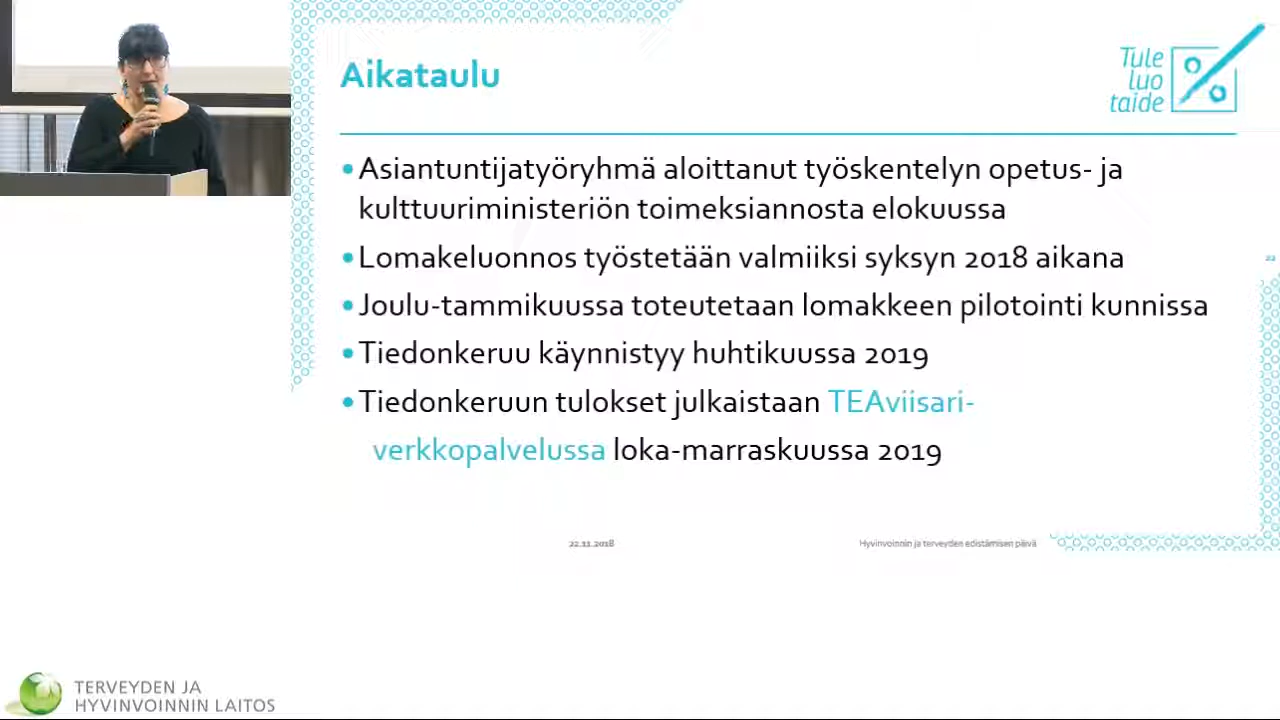 Aikataulu
Tule
luo
taide
%
•Asiantuntijatyöryhmä aloittanut työskentelyn opetus- ja
kulttuuriministeriön toimeksiannosta elokuussa
•Lomakeluonnos työstetään valmiiksi syksyn 2018 aikana
22
•Joulu-tammikuussa toteutetaan lomakkeen pilotointi kunnissa
•Tiedonkeruu käynnistyy huhtikuussa 2019
•Tiedonkeruun tulokset julkaistaan TEAviisari-
verkkopalvelussa loka-marraskuussa 2019
22.11.2018
Hyvinvoinnin ja terveyden edistämisen päivä
TERVEYDEN JA
HYVINVOINNIN LAITOS